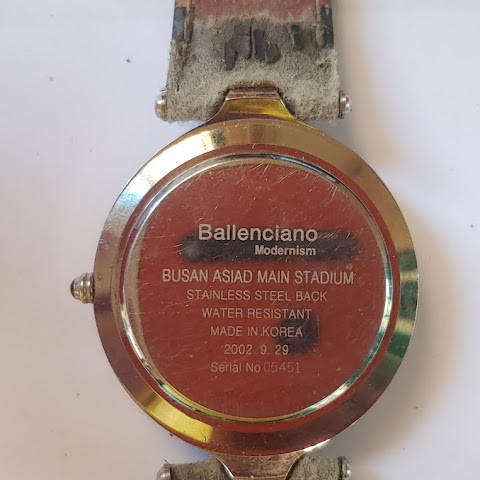 Ballenciano
Modernism
BUSAN ASIAD MAIN STADIUM
STAINLESS STEEL BACK
WATER RESISTANT
MADE IN KOREA
2002. 9. 29
Serial No 05451